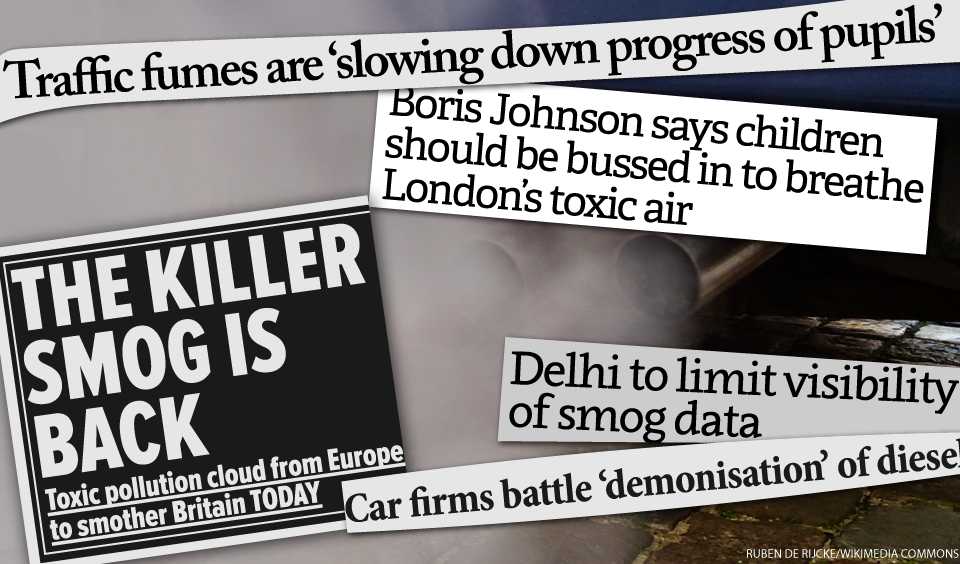 Traffic fumes are ‘slowing down progress of pupils’
Boris Johnson says children
should be bussed in to breathe
London’s toxic air
THE KILLER
SMOG IS
BACK
Toxic pollution cloud from Europe
to smother Britain TODAY
Delhi to limit visibility
of smog data
Car firms battle ‘demonisation’ of diesel
RUBEN DE RIJCKE/WIKIMEDIA COMMONS